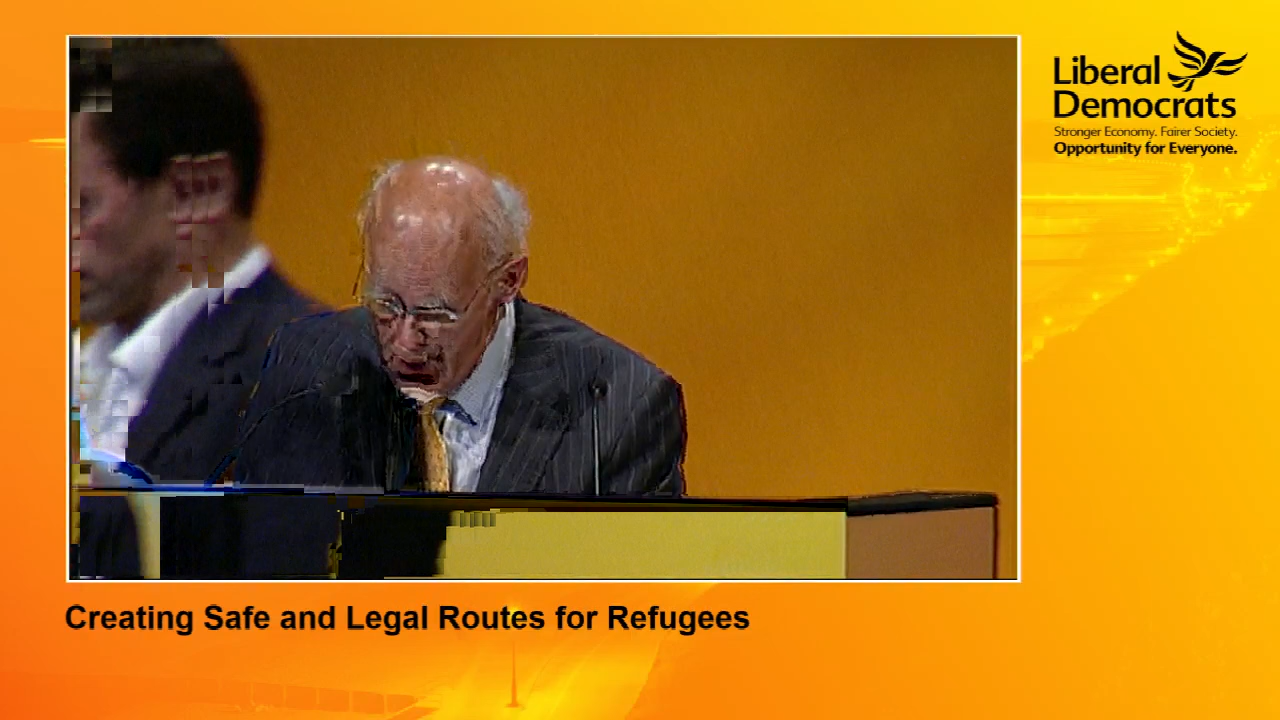 Liberal
Democrats
Stronger Economy. Fairer Society.
Opportunity for Everyone.
Creating Safe and Legal Routes for Refugees